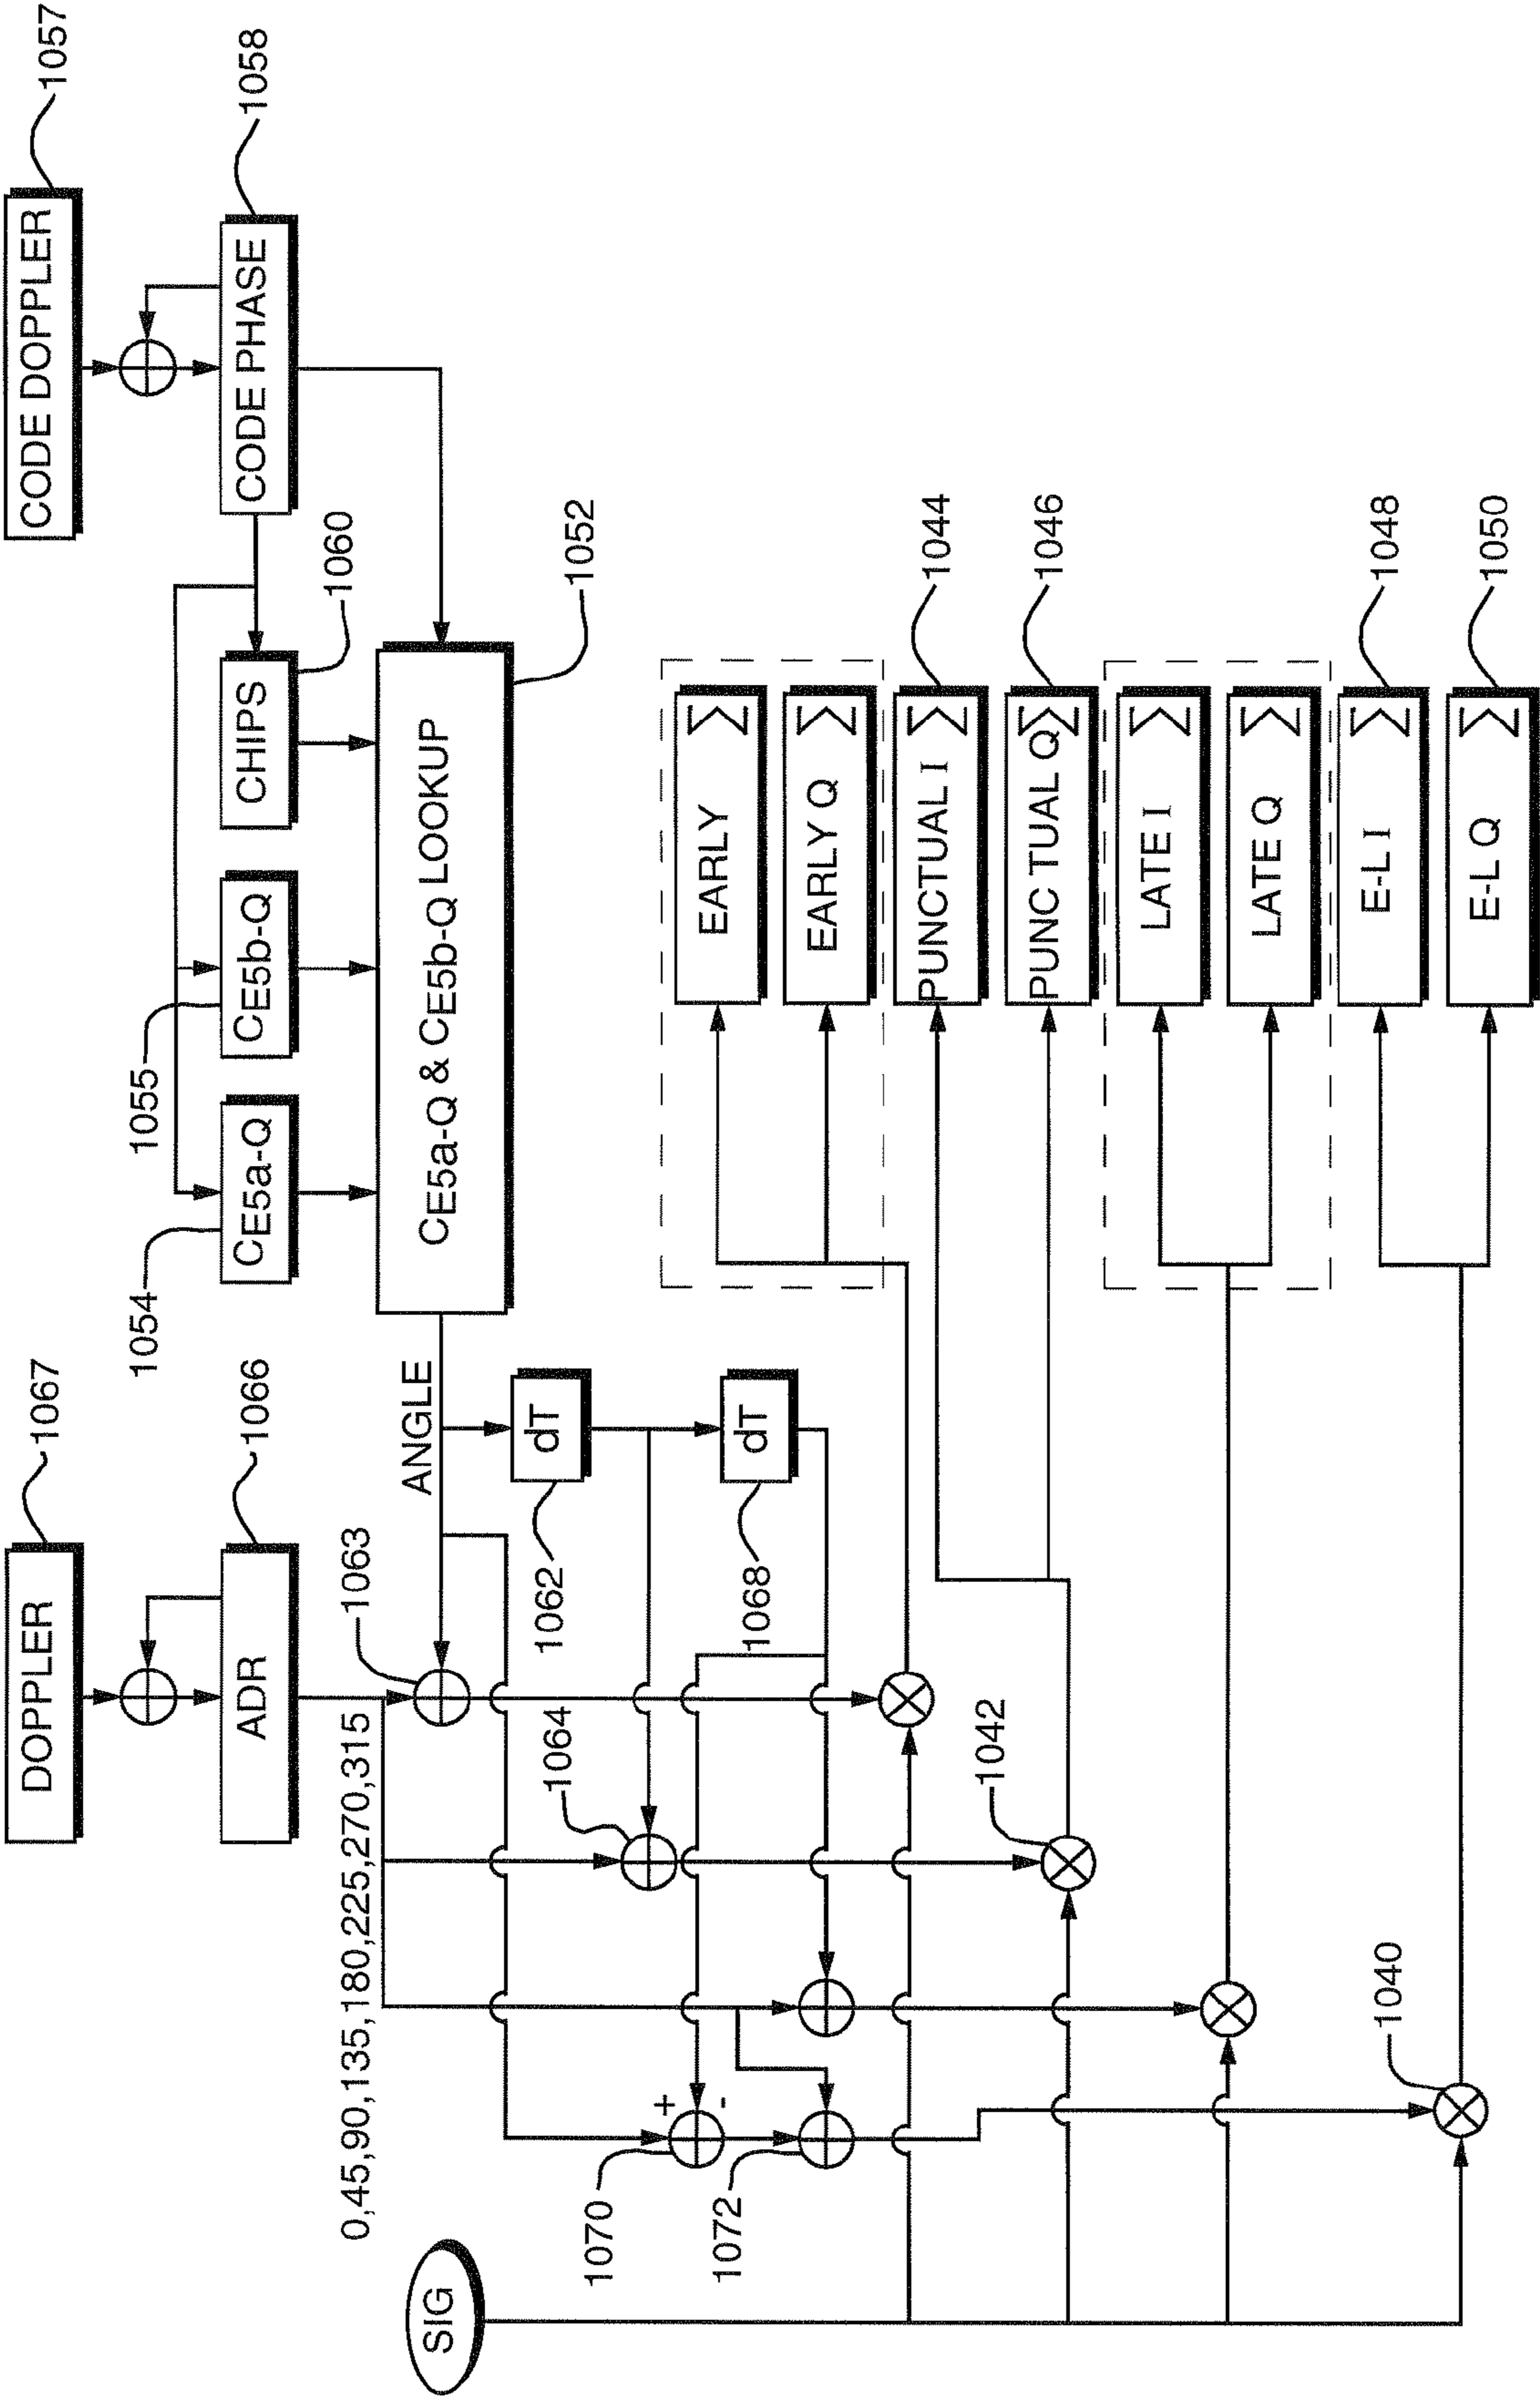 DOPPLER
1067
CODE DOPPLER
1057
ADR
1066
CODE PHASE
1058
1054
1055
CE5a-Q
CE5b-Q
CHIPS
1060
0,45,90,135,180,225,270,315
1063
ANGLE
CE5a-Q & CE5b-Q LOOKUP
1052
SIG
1062
dT
1064
1070
+
-
1068
dT
1072
EARLY Σ
EARLY Q Σ
PUNCTUAL I Σ
1044
1042
PUNC TUAL Q Σ
1046
LATE I Σ
LATE Q Σ
1040
E-L I Σ
1048
E-L Q Σ
1050